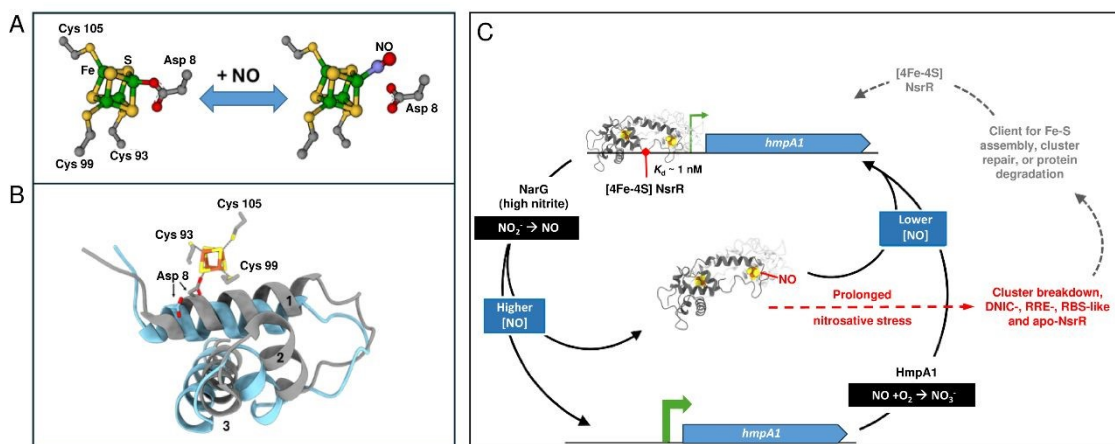 A
Cys 105
S
Fe
Asp 8
Cys 99
Cys 93
+ NO
NO
Asp 8
B
Cys 105
Cys 93
Cys 99
Asp 8
1
2
3
C
[4Fe-4S]
NsrR
Client for Fe-S
assembly, cluster
repair, or protein
degradation
hmpA1
Kd ~ 1 nM
[4Fe-4S] NsrR
NarG
(high nitrite)
NO₂⁻ → NO
Lower
[NO]
NO
Higher
[NO]
Prolonged
nitrosative stress
Cluster breakdown,
DNIC-, RRE-, RBS-like
and apo-NsrR
HmpA1
NO +O₂ → NO₃⁻
hmpA1